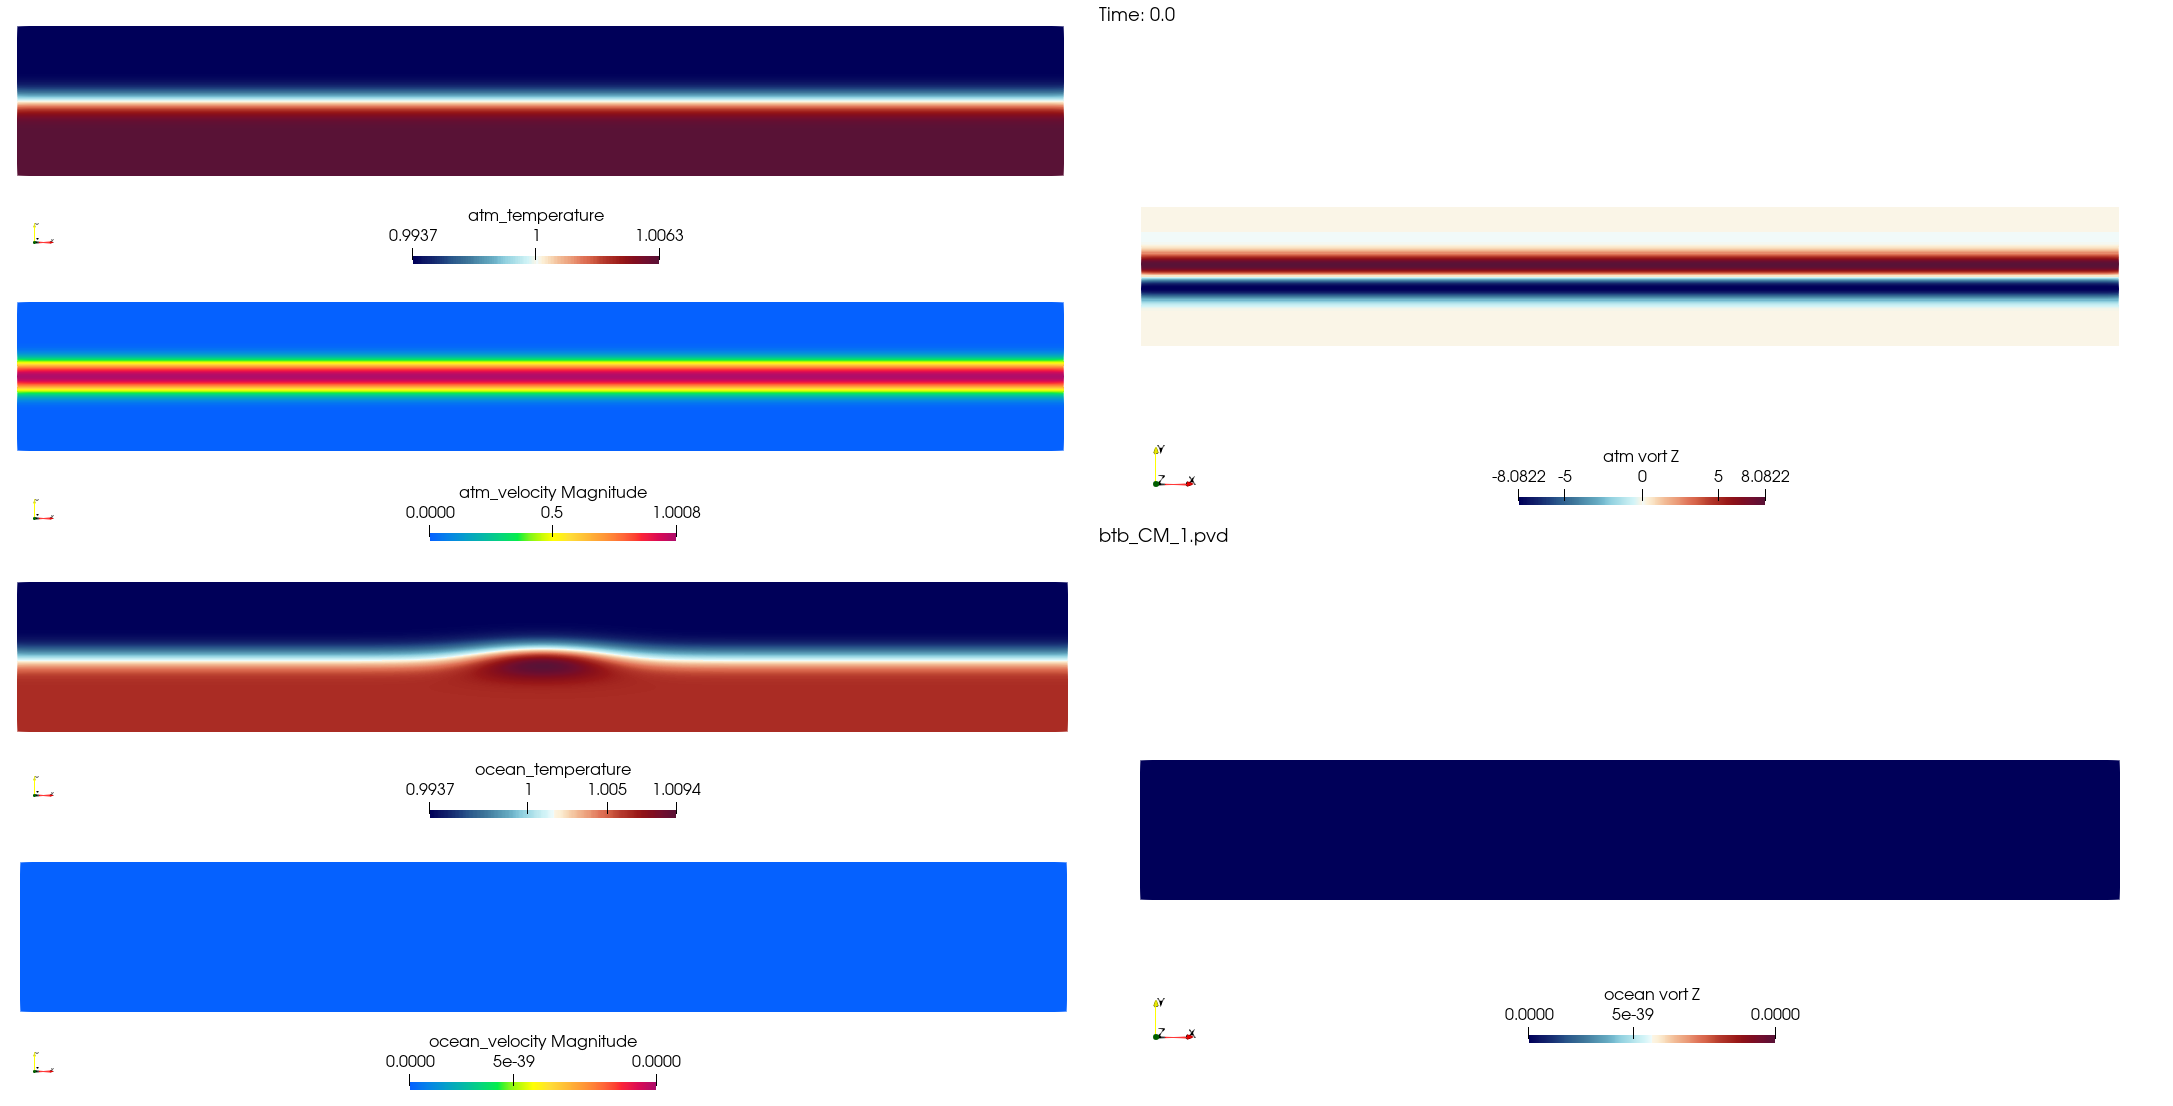 Time: 0.0
atm_temperature
0.9937 1 1.0063
atm_velocity Magnitude
0.0000 0.5 1.0008
atm vort Z
-8.0822 -5 0 5 8.0822
Y
Z X
btb_CM_1.pvd
ocean_temperature
0.9937 1 1.005 1.0094
ocean_velocity Magnitude
0.0000 5e-39 0.0000
ocean vort Z
0.0000 5e-39 0.0000
Y
Z X